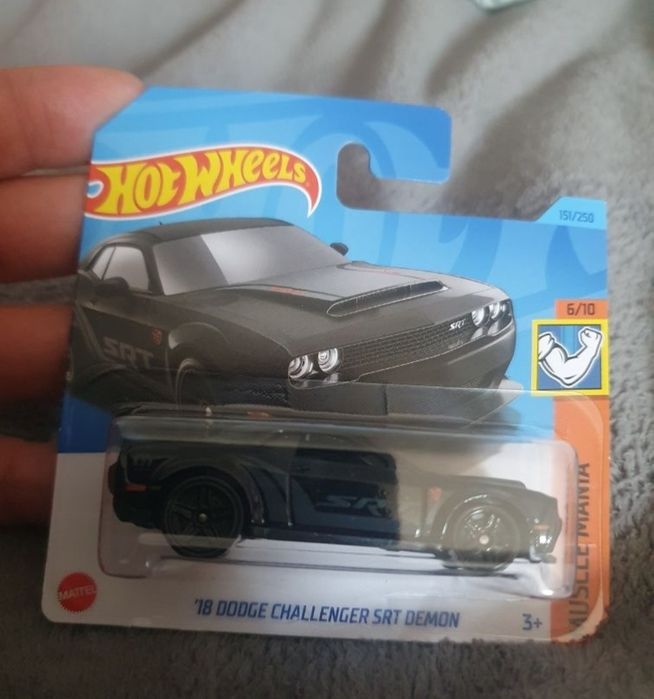 HOT WHEELS
151/250
6/10
SRT
SRT
SRT
MUSCLE MANIA
MATTEL
'18 DODGE CHALLENGER SRT DEMON
3+